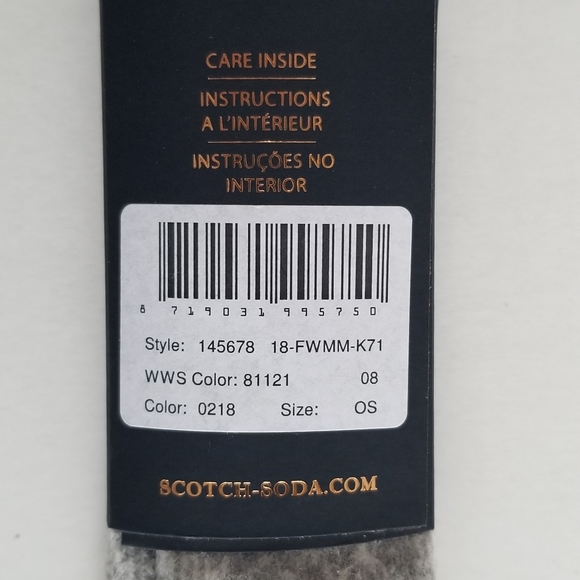 CARE INSIDE
INSTRUCTIONS
A L'INTÉRIEUR
INSTRUÇÕES NO
INTERIOR
8 719031 995750
Style: 145678 18-FWMM-K71
WWS Color: 81121 08
Color: 0218 Size: OS
SCOTCH-SODA.COM